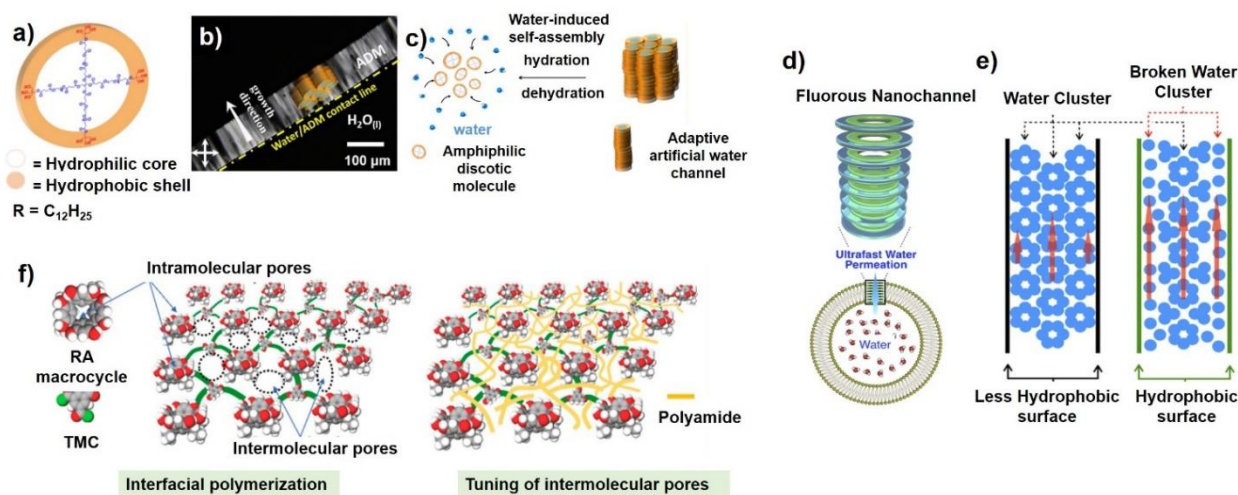 a)
= Hydrophilic core
= Hydrophobic shell
R = C₁₂H₂₅
b)
ADM
growth
direction
Water/ADM contact line
H₂O₍ₗ₎
100 µm
c)
Water-induced
self-assembly
hydration
dehydration
water
Amphiphilic
discotic
molecule
Adaptive
artificial water
channel
d)
Fluorous Nanochannel
Ultrafast Water
Permeation
Water
e)
Broken Water
Cluster
Water Cluster
Less Hydrophobic
surface
Hydrophobic
surface
f)
Intramolecular pores
RA
macrocycle
TMC
Intermolecular pores
Polyamide
Interfacial polymerization
Tuning of intermolecular pores